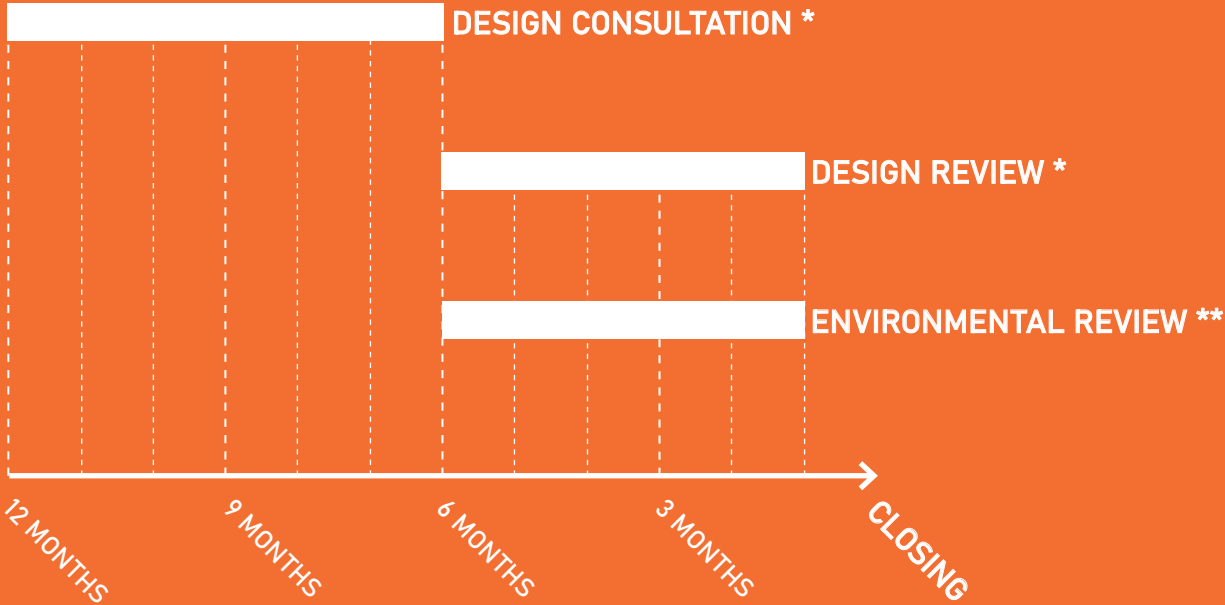 DESIGN CONSULTATION *
DESIGN REVIEW *
ENVIRONMENTAL REVIEW **
12 MONTHS
9 MONTHS
6 MONTHS
3 MONTHS
CLOSING